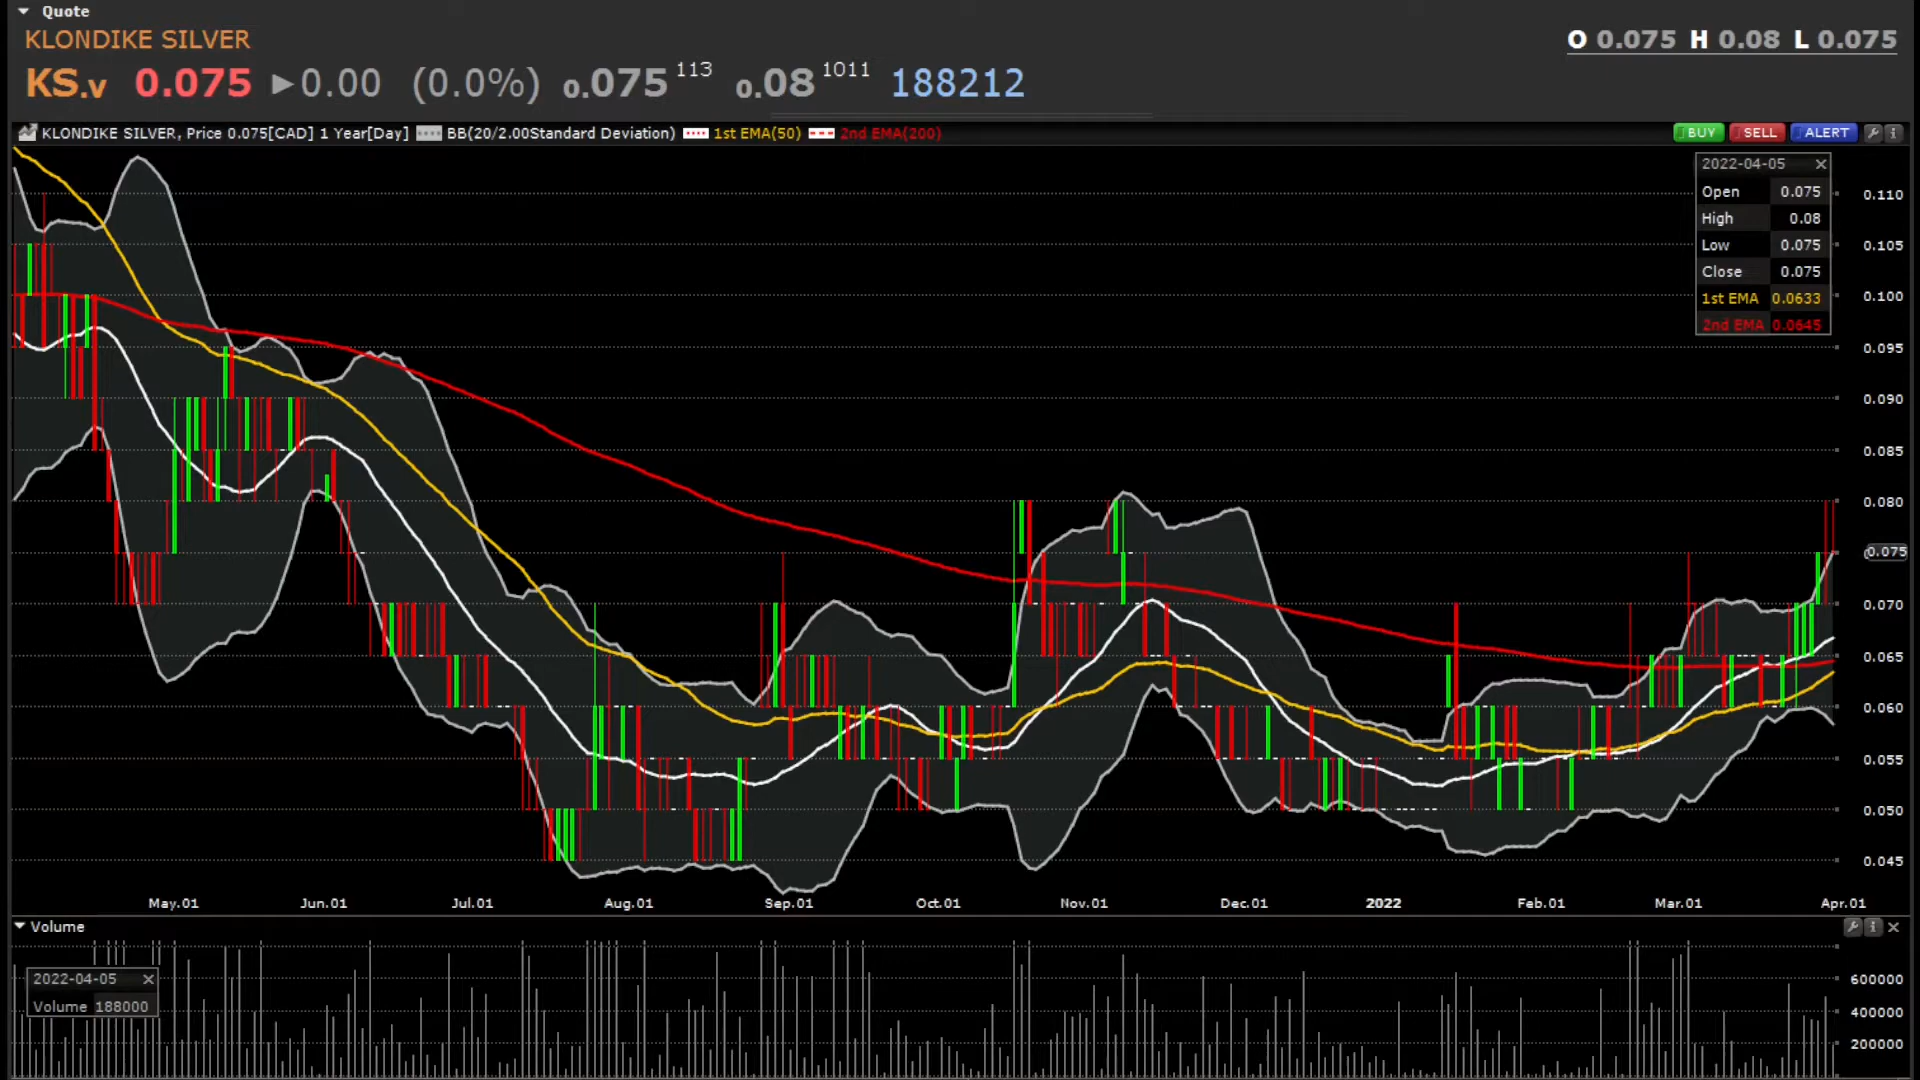 Quote
KLONDIKE SILVER
O 0.075 H 0.08 L 0.075
KS.v 0.075 ►0.00 (0.0%) 0.075 113 0.08 1011 188212
KLONDIKE SILVER, Price 0.075[CAD] 1 Year[Day] BB(20/2.00Standard Deviation) 1st EMA(50) 2nd EMA(200)
BUY SELL ALERT
2022-04-05
Open 0.075
High 0.08
Low 0.075
Close 0.075
1st EMA 0.0633
2nd EMA 0.0645
0.110
0.105
0.100
0.095
0.090
0.085
0.080
0.075
0.070
0.065
0.060
0.055
0.050
0.045
May.01 Jun.01 Jul.01 Aug.01 Sep.01 Oct.01 Nov.01 Dec.01 2022 Feb.01 Mar.01 Apr.01
Volume
2022-04-05
Volume 188000
600000
400000
200000